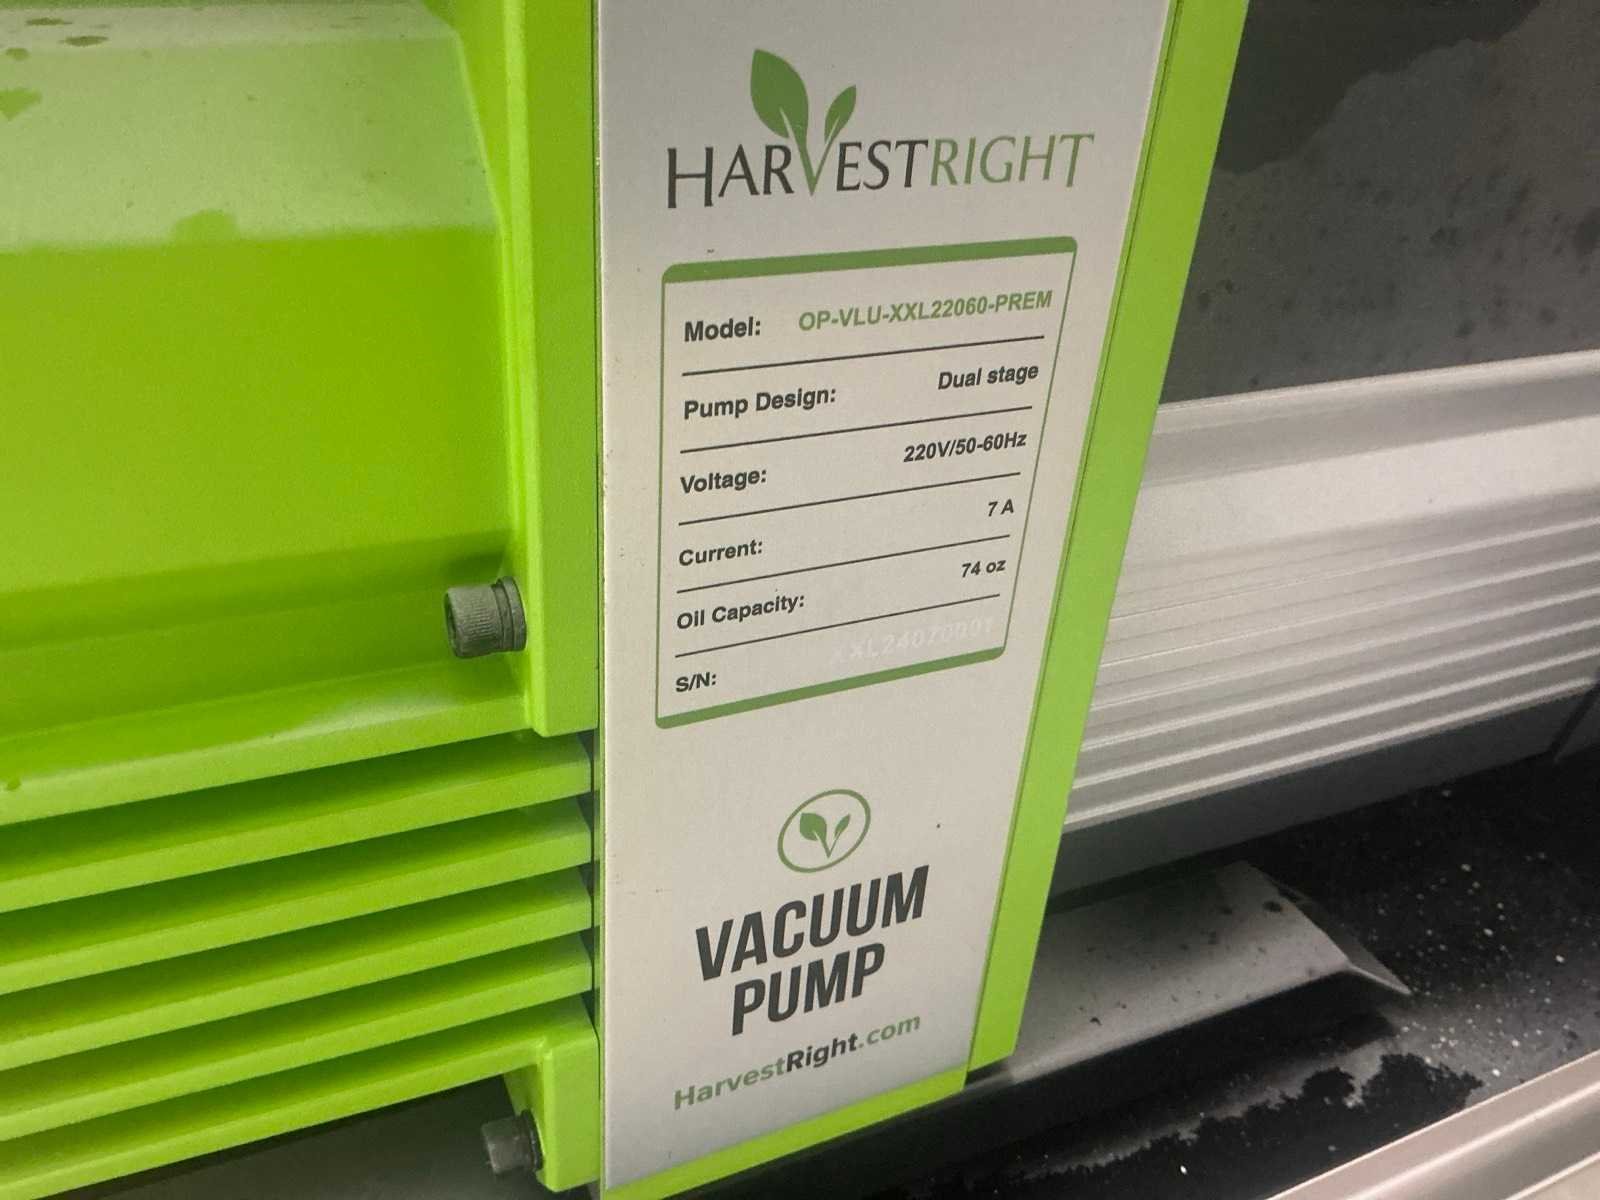 HARVESTRIGHT
Model: OP-VLU-XXL22060-PREM
Pump Design: Dual stage
Voltage: 220V/50-60Hz
Current: 7 A
Oil Capacity: 74 oz
S/N:
VACUUM
PUMP
HarvestRight.com